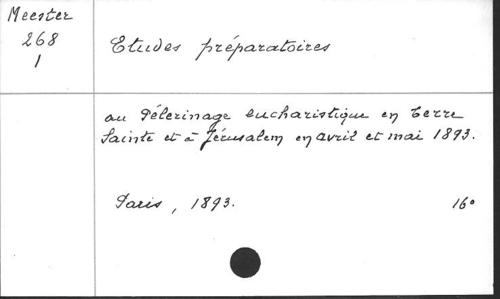 Meester
268
1
Etudes préparatoires
au Pélerinage eucharistique en Terre
Sainte et à Jérusalem en avril et mai 1893.
Paris, 1893. 16°